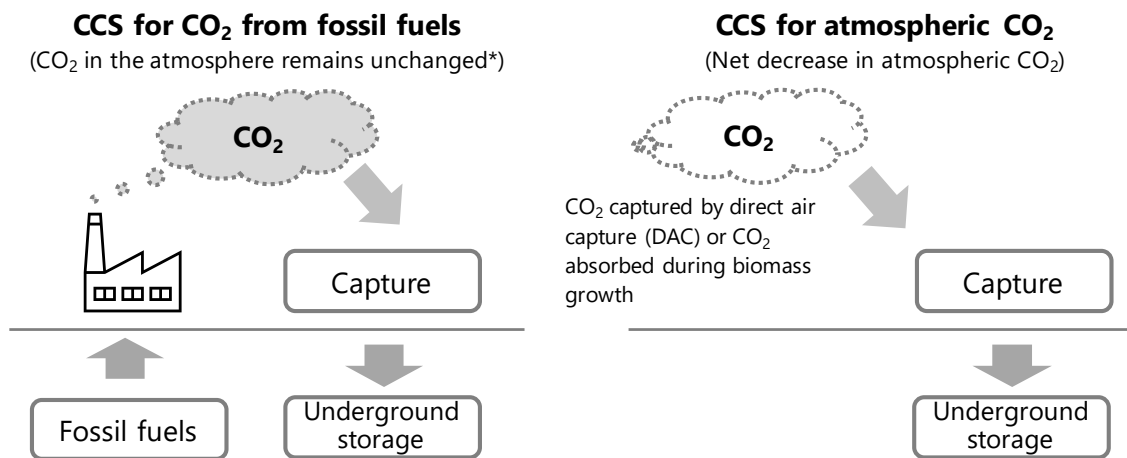 CCS for CO₂ from fossil fuels
(CO₂ in the atmosphere remains unchanged*)
CO₂
Capture
Fossil fuels
Underground
storage
CCS for atmospheric CO₂
(Net decrease in atmospheric CO₂)
CO₂
CO₂ captured by direct air
capture (DAC) or CO₂
absorbed during biomass
growth
Capture
Underground
storage